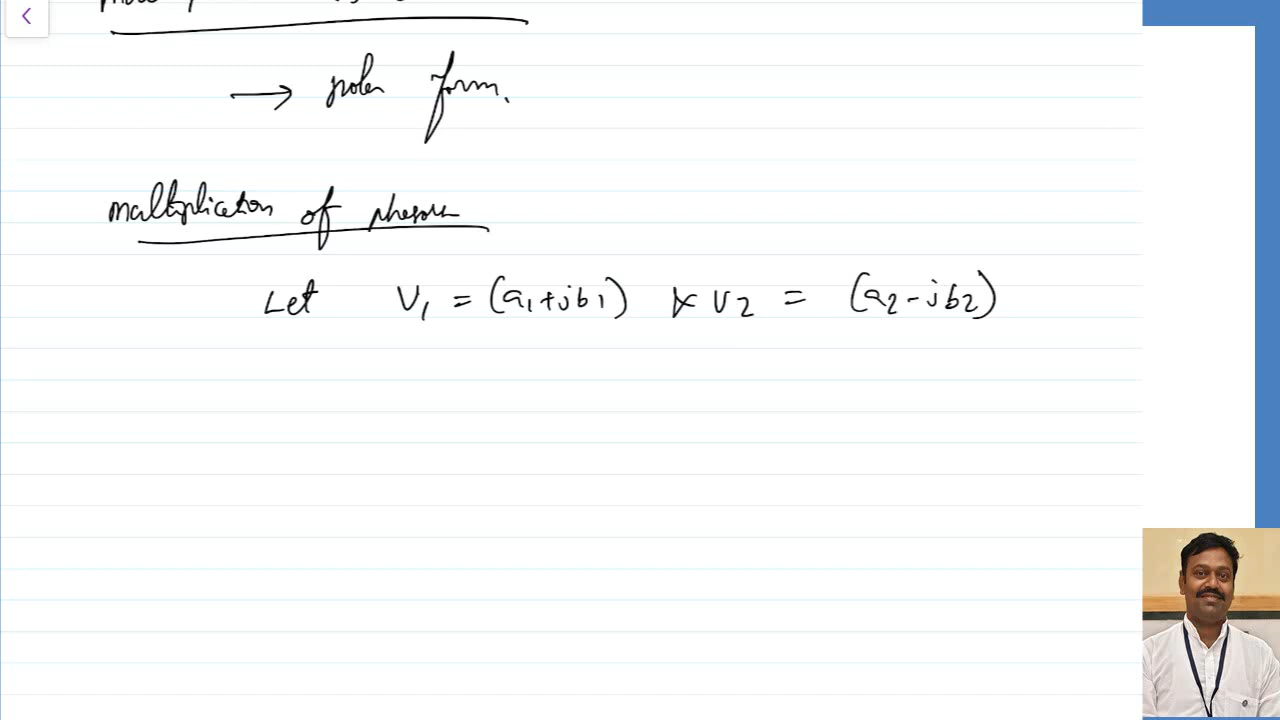 → polar form.
multiplication of phasors
Let V₁ = (a₁+jb₁) & V₂ = (a₂-jb₂)